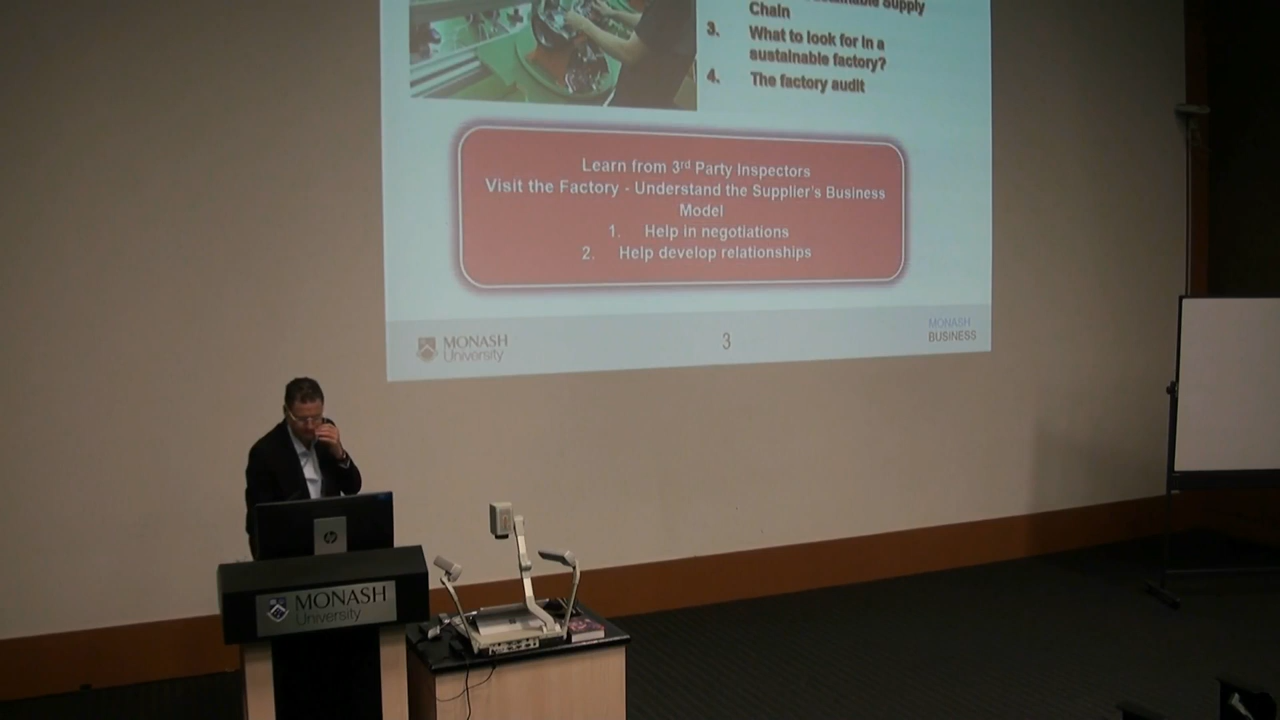 Supply
Chain
3. What to look for in a
sustainable factory?
4. The factory audit
Learn from 3rd Party Inspectors
Visit the Factory - Understand the Supplier's Business
Model
1. Help in negotiations
2. Help develop relationships
MONASH
University
3
MONASH
BUSINESS
hp
MONASH
University